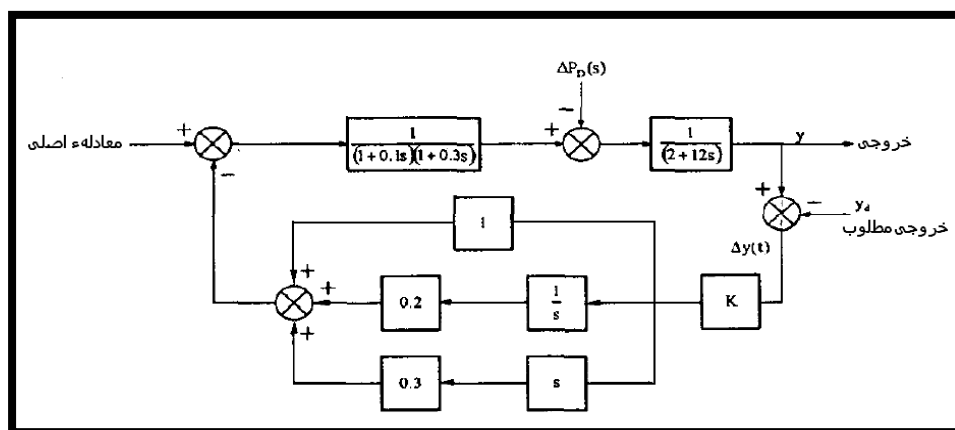 ΔP_D(s)
معادلهء اصلی
+
−
1
(1+0.1s)(1+0.3s)
+
−
1
(2+12s)
y
خروجی
+
−
y_d
خروجی مطلوب
Δy(t)
1
+
+
+
0.2
1
s
K
0.3
s